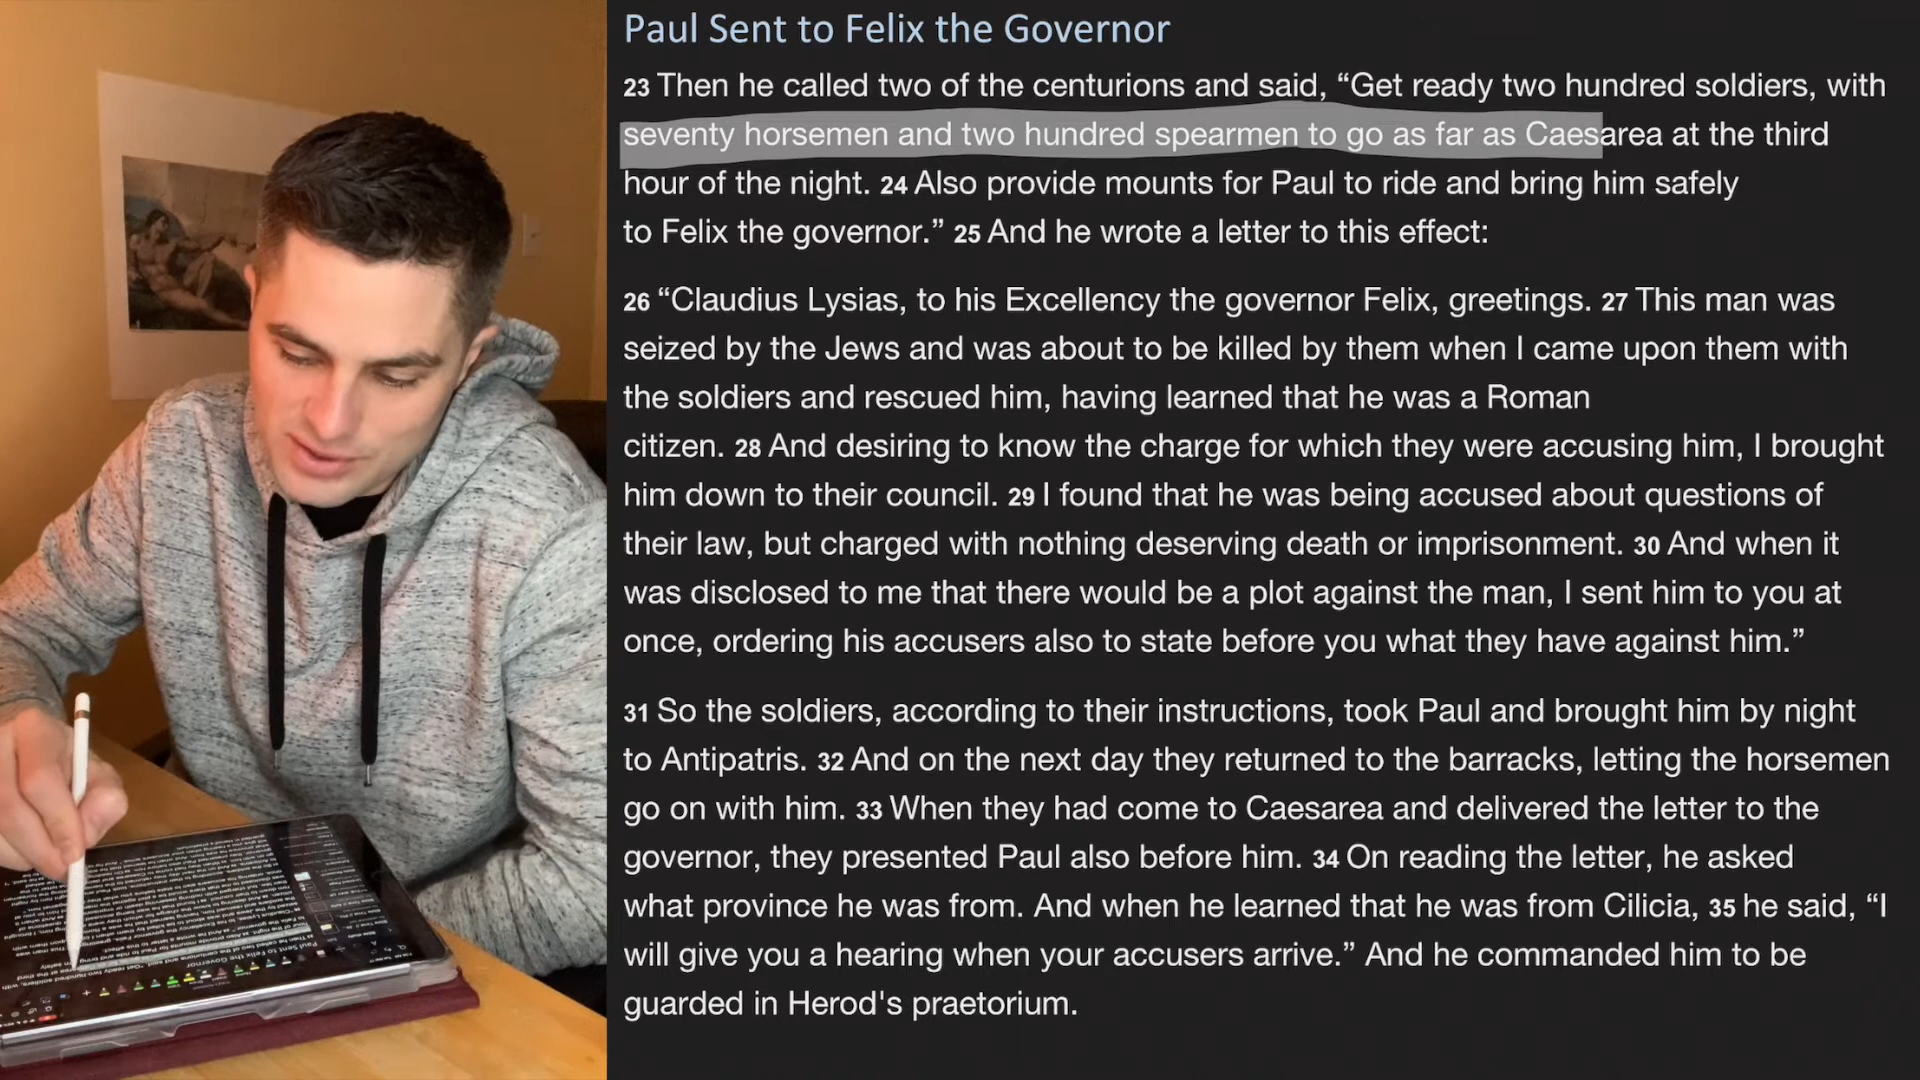 Paul Sent to Felix the Governor
23 Then he called two of the centurions and said, “Get ready two hundred soldiers, with
seventy horsemen and two hundred spearmen to go as far as Caesarea at the third
hour of the night. 24 Also provide mounts for Paul to ride and bring him safely
to Felix the governor.” 25 And he wrote a letter to this effect:
26 “Claudius Lysias, to his Excellency the governor Felix, greetings. 27 This man was
seized by the Jews and was about to be killed by them when I came upon them with
the soldiers and rescued him, having learned that he was a Roman
citizen. 28 And desiring to know the charge for which they were accusing him, I brought
him down to their council. 29 I found that he was being accused about questions of
their law, but charged with nothing deserving death or imprisonment. 30 And when it
was disclosed to me that there would be a plot against the man, I sent him to you at
once, ordering his accusers also to state before you what they have against him.”
31 So the soldiers, according to their instructions, took Paul and brought him by night
to Antipatris. 32 And on the next day they returned to the barracks, letting the horsemen
go on with him. 33 When they had come to Caesarea and delivered the letter to the
governor, they presented Paul also before him. 34 On reading the letter, he asked
what province he was from. And when he learned that he was from Cilicia, 35 he said, “I
will give you a hearing when your accusers arrive.” And he commanded him to be
guarded in Herod's praetorium.